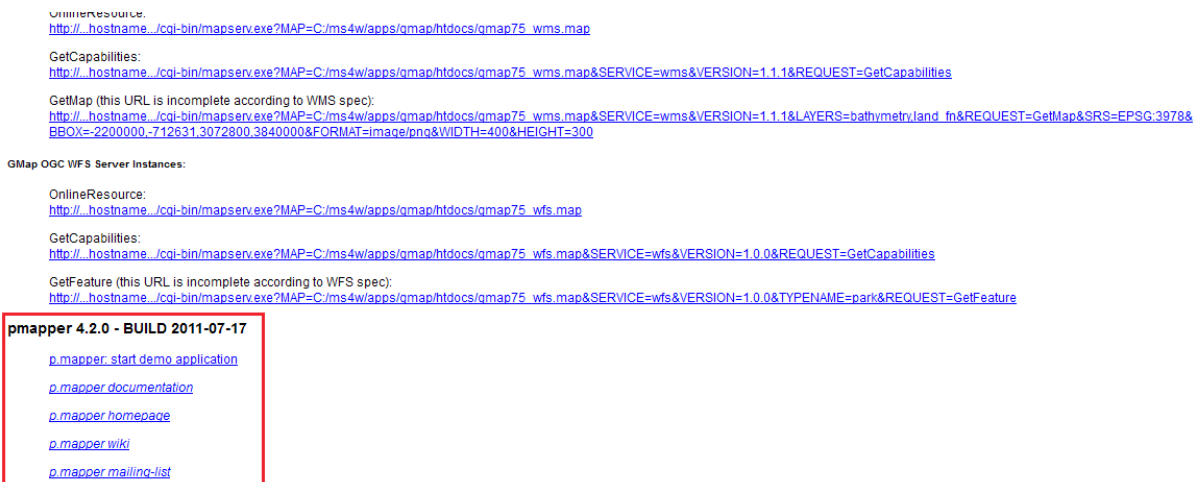 OnlineResource:
http://...hostname.../cgi-bin/mapserv.exe?MAP=C:/ms4w/apps/gmap/htdocs/gmap75_wms.map
GetCapabilities:
http://...hostname.../cgi-bin/mapserv.exe?MAP=C:/ms4w/apps/gmap/htdocs/gmap75_wms.map&SERVICE=wms&VERSION=1.1.1&REQUEST=GetCapabilities
GetMap (this URL is incomplete according to WMS spec):
http://...hostname.../cgi-bin/mapserv.exe?MAP=C:/ms4w/apps/gmap/htdocs/gmap75_wms.map&SERVICE=wms&VERSION=1.1.1&LAYERS=bathymetry,land_fn&REQUEST=GetMap&SRS=EPSG:3978&
BBOX=-2200000,-712631,3072800,3840000&FORMAT=image/png&WIDTH=400&HEIGHT=300
GMap OGC WFS Server Instances:
OnlineResource:
http://...hostname.../cgi-bin/mapserv.exe?MAP=C:/ms4w/apps/gmap/htdocs/gmap75_wfs.map
GetCapabilities:
http://...hostname.../cgi-bin/mapserv.exe?MAP=C:/ms4w/apps/gmap/htdocs/gmap75_wfs.map&SERVICE=wfs&VERSION=1.0.0&REQUEST=GetCapabilities
GetFeature (this URL is incomplete according to WFS spec):
http://...hostname.../cgi-bin/mapserv.exe?MAP=C:/ms4w/apps/gmap/htdocs/gmap75_wfs.map&SERVICE=wfs&VERSION=1.0.0&TYPENAME=park&REQUEST=GetFeature
pmapper 4.2.0 - BUILD 2011-07-17
p.mapper: start demo application
p.mapper documentation
p.mapper homepage
p.mapper wiki
p.mapper mailing-list